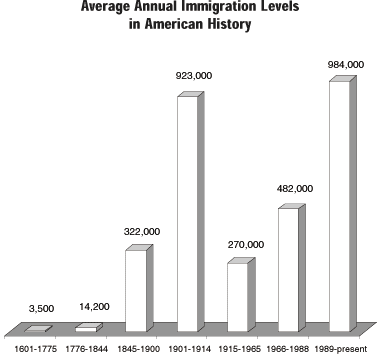 Average Annual Immigration Levels
in American History
984,000
923,000
482,000
322,000
270,000
3,500
14,200
1601-1775 1776-1844 1845-1900 1901-1914 1915-1965 1966-1988 1989-present